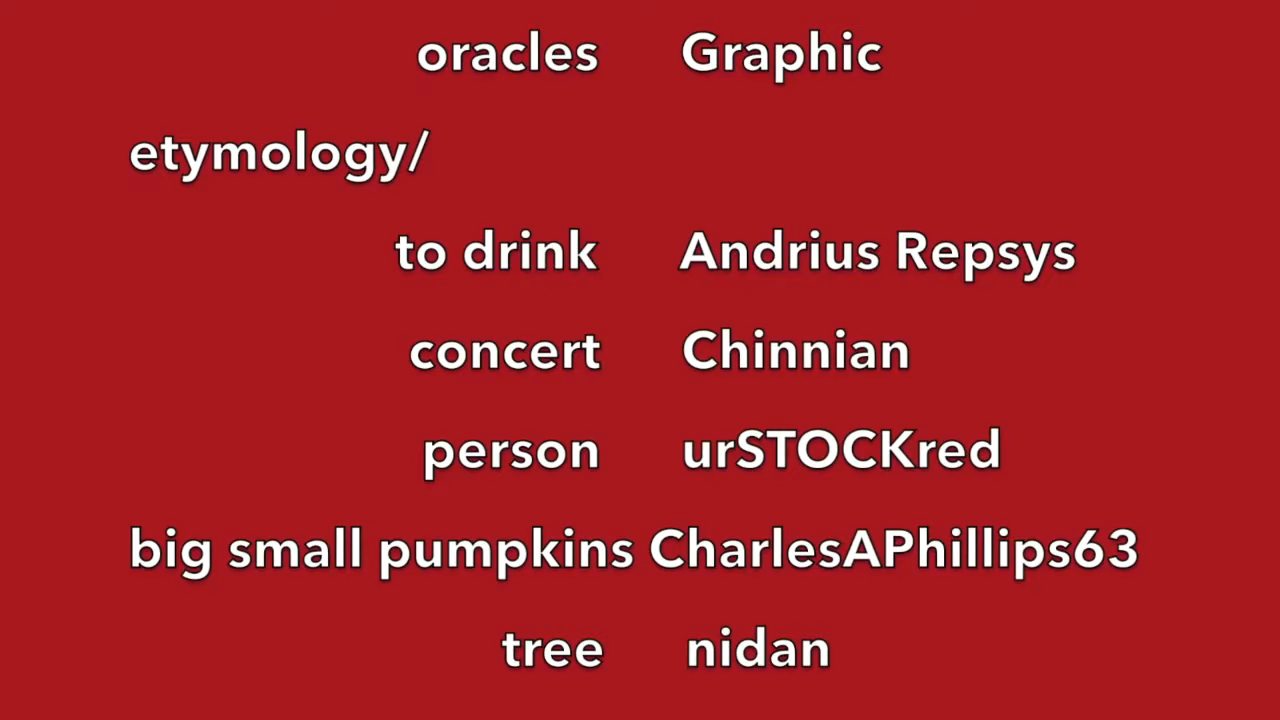 oracles Graphic
etymology/
to drink Andrius Repsys
concert Chinnian
person urSTOCKred
big small pumpkins CharlesAPhillips63
tree nidan